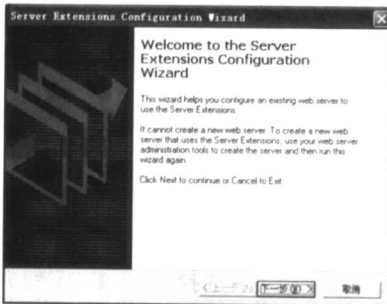 Server Extensions Configuration Wizard
Welcome to the Server
Extensions Configuration
Wizard
This wizard helps you configure an existing web server to
use the Server Extensions
It cannot create a new web server. To create a new web
server that uses the Server Extensions, use your web server
administration tools to create the server and then run this
wizard again
Click Next to continue or Cancel to Exit
下一步(N) >
取消